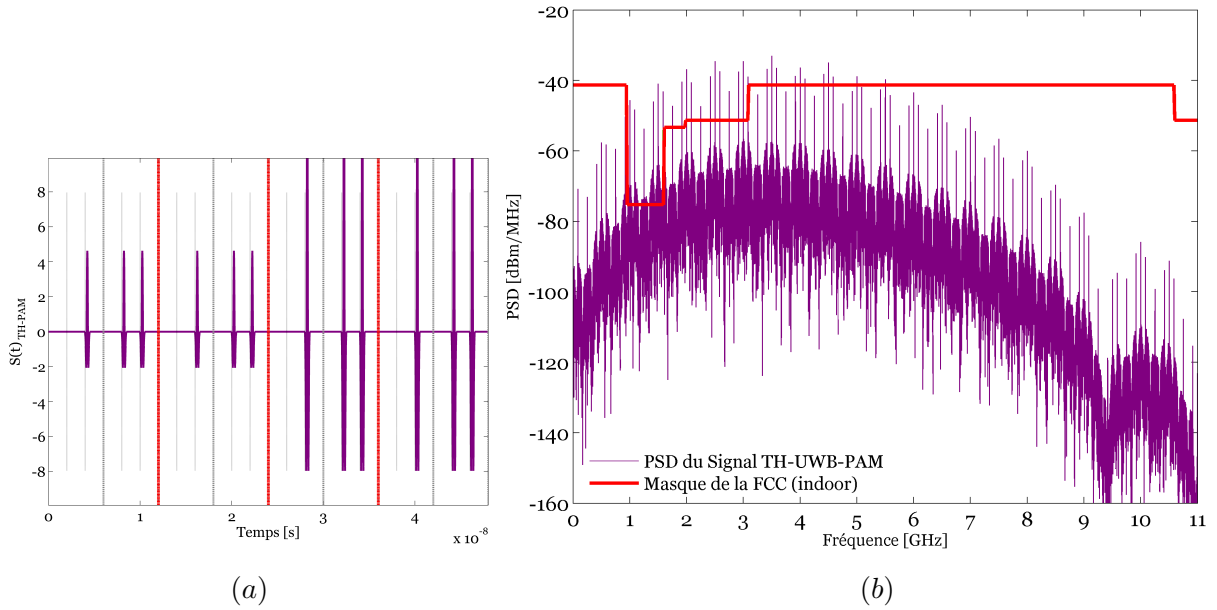 S(t)TH-PAM
8
6
4
2
0
-2
-4
-6
-8
0
1
2
3
4
Temps [s]
x 10-8
(a)
PSD [dBm/MHz]
-20
-40
-60
-80
-100
-120
-140
-160
PSD du Signal TH-UWB-PAM
Masque de la FCC (indoor)
0 1 2 3 4 5 6 7 8 9 10 11
Fréquence [GHz]
(b)